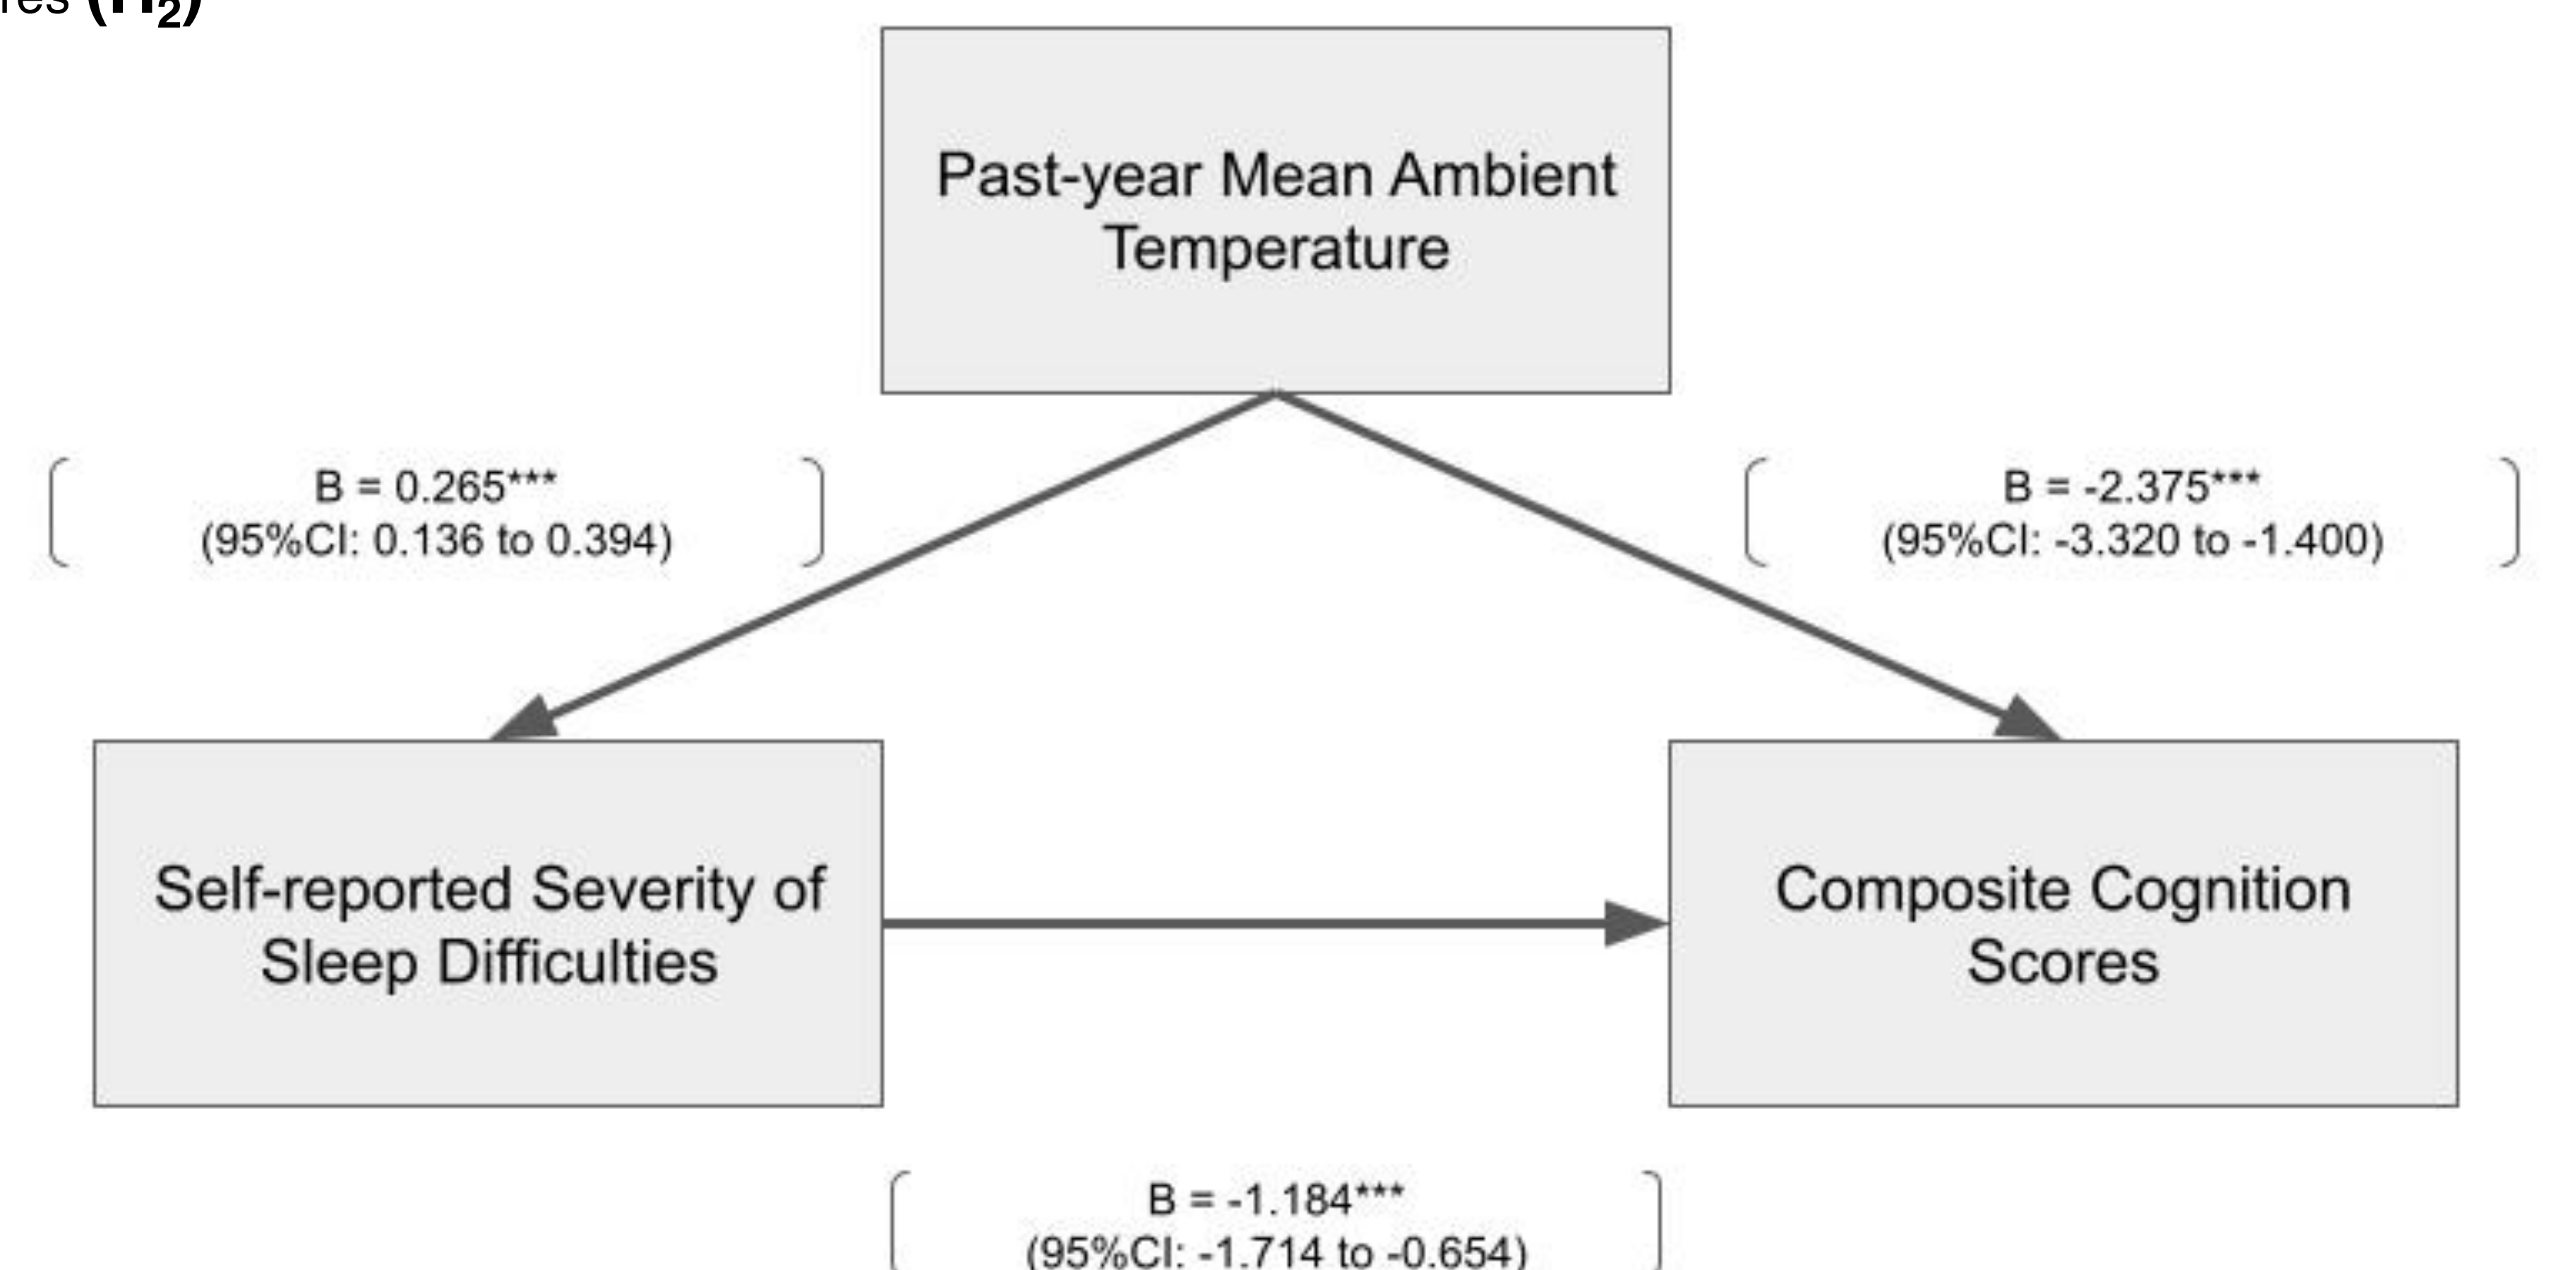 (H₂)
Past-year Mean Ambient
Temperature
B = 0.265***
(95%CI: 0.136 to 0.394)
B = -2.375***
(95%CI: -3.320 to -1.400)
Self-reported Severity of
Sleep Difficulties
Composite Cognition
Scores
B = -1.184***
(95%CI: -1.714 to -0.654)